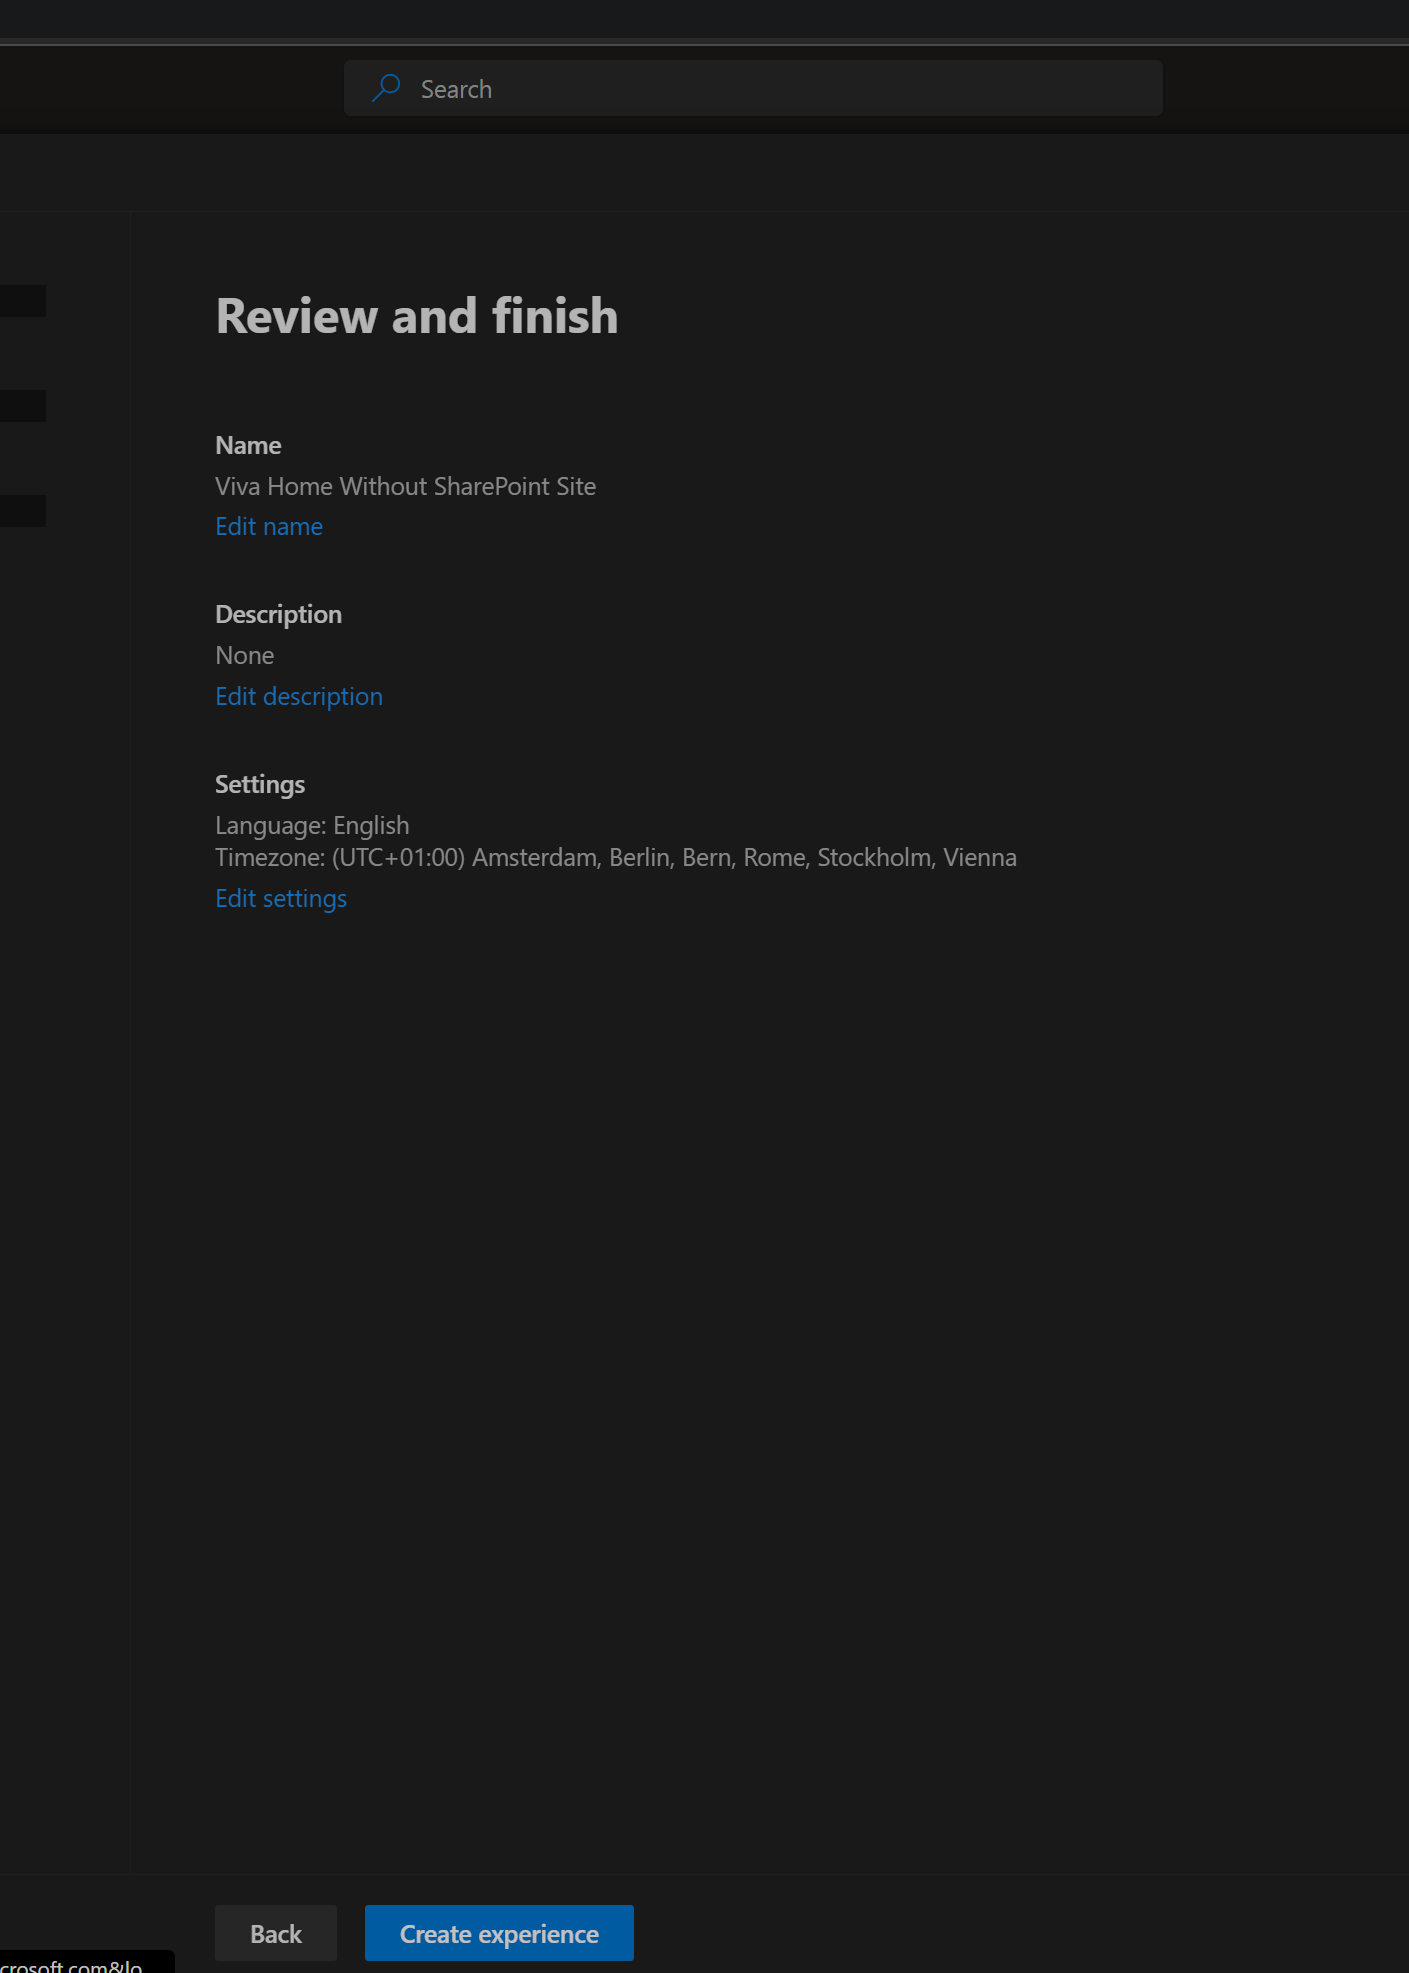 Search
Review and finish
Name
Viva Home Without SharePoint Site
Edit name
Description
None
Edit description
Settings
Language: English
Timezone: (UTC+01:00) Amsterdam, Berlin, Bern, Rome, Stockholm, Vienna
Edit settings
Back
Create experience
crosoft.com&lo...